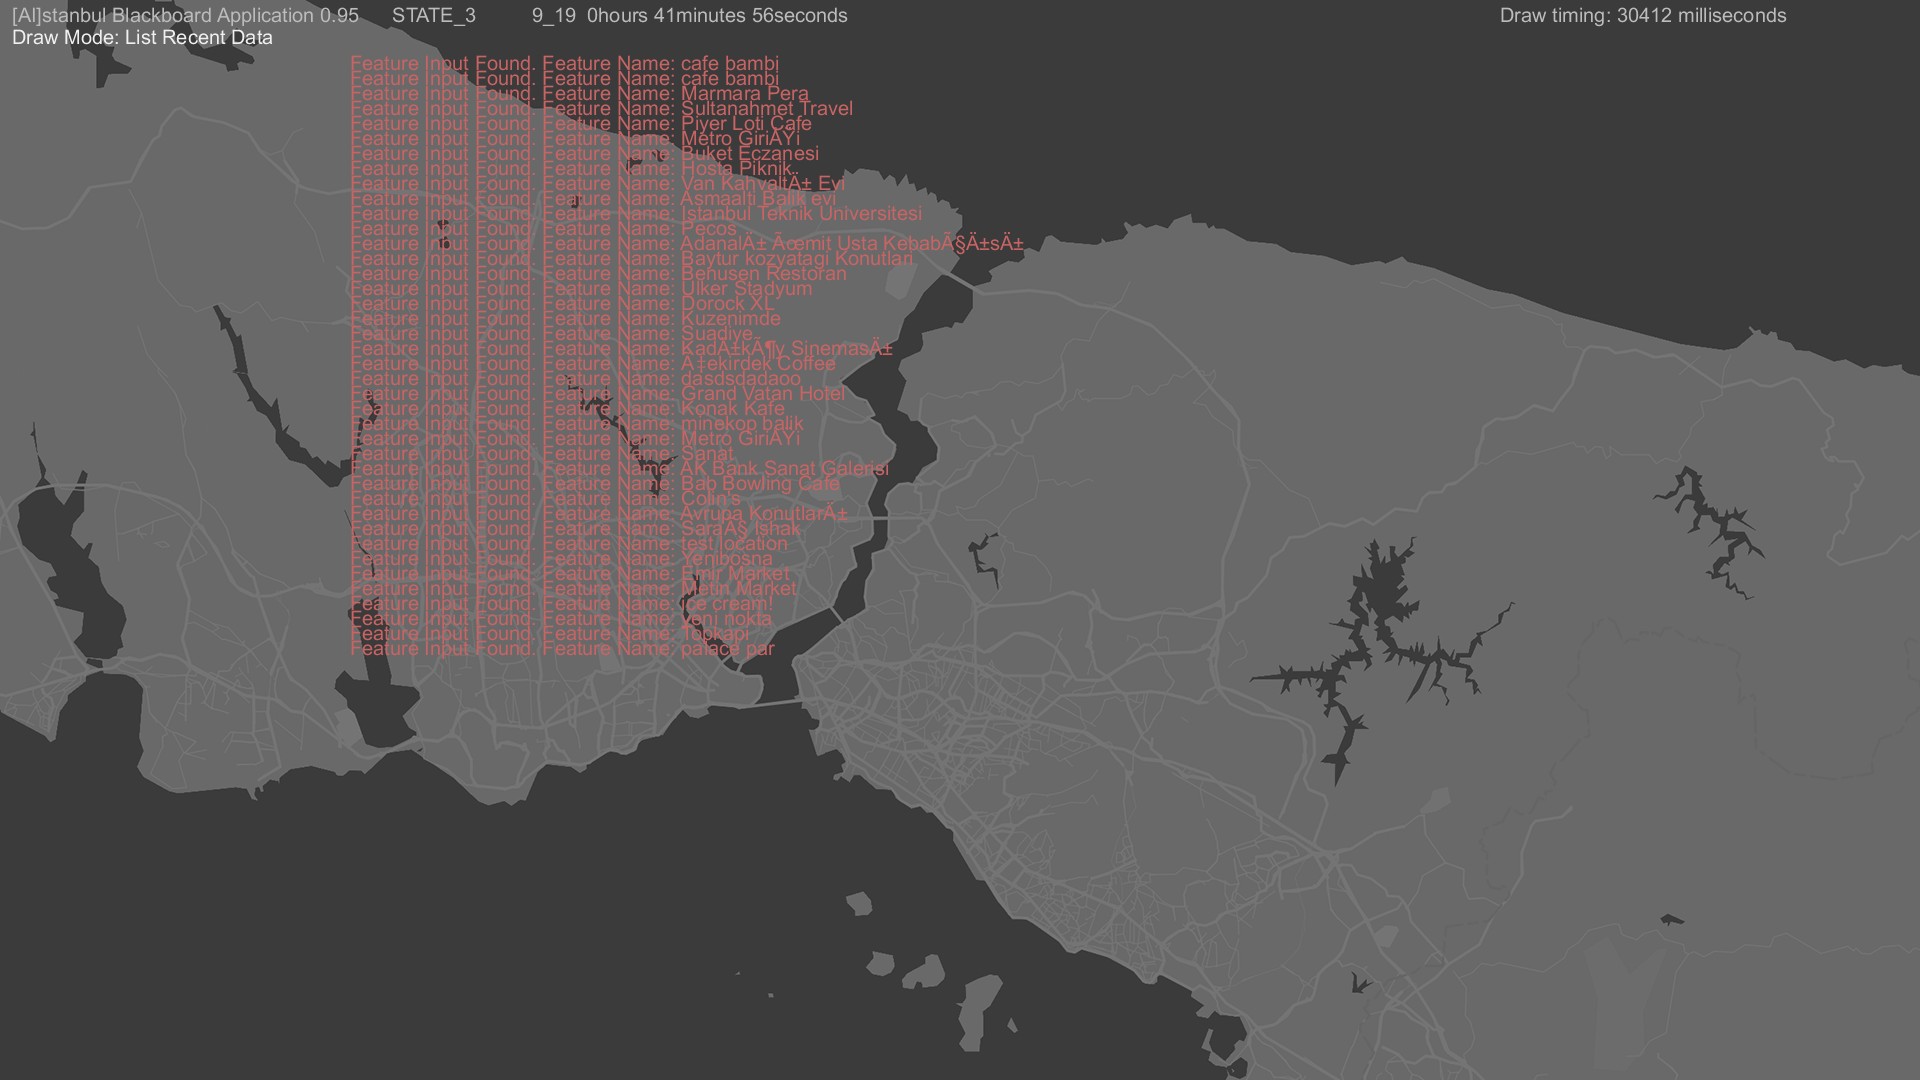 [AI]stanbul Blackboard Application 0.95 STATE_3 9_19 0hours 41minutes 56seconds Draw timing: 30412 milliseconds
Draw Mode: List Recent Data
Feature Input Found. Feature Name: cafe bambi
Feature Input Found. Feature Name: cafe bambi
Feature Input Found. Feature Name: Marmara Pera
Feature Input Found. Feature Name: Sultanahmet Travel
Feature Input Found. Feature Name: Piyer Loti Cafe
Feature Input Found. Feature Name: Metro GiriÅŸi
Feature Input Found. Feature Name: Buket Eczanesi
Feature Input Found. Feature Name: Hosta Piknik
Feature Input Found. Feature Name: Van KahvaltÄ± Evi
Feature Input Found. Feature Name: Asmaalti Balik evi
Feature Input Found. Feature Name: Istanbul Teknik Universitesi
Feature Input Found. Feature Name: Pecos
Feature Input Found. Feature Name: AdanalÄ± Ãœmit Usta KebabÃ§Ä±sÄ±
Feature Input Found. Feature Name: Baytur kozyatagi Konutlari
Feature Input Found. Feature Name: Behusen Restoran
Feature Input Found. Feature Name: Ulker Stadyum
Feature Input Found. Feature Name: Dorock XL
Feature Input Found. Feature Name: Kuzenimde
Feature Input Found. Feature Name: Suadiye
Feature Input Found. Feature Name: KadÄ±kÃ¶y SinemasÄ±
Feature Input Found. Feature Name: Ã‡ekirdek Coffee
Feature Input Found. Feature Name: dasdsdadaoo
Feature Input Found. Feature Name: Grand Vatan Hotel
Feature Input Found. Feature Name: Konak Kafe
Feature Input Found. Feature Name: minekop balik
Feature Input Found. Feature Name: Metro GiriÅŸi
Feature Input Found. Feature Name: Sanat
Feature Input Found. Feature Name: AK Bank Sanat Galerisi
Feature Input Found. Feature Name: Bab Bowling Cafe
Feature Input Found. Feature Name: Colin's
Feature Input Found. Feature Name: Avrupa KonutlarÄ±
Feature Input Found. Feature Name: SaraÃ§ Ishak
Feature Input Found. Feature Name: test location
Feature Input Found. Feature Name: Yenibosna
Feature Input Found. Feature Name: Emir Market
Feature Input Found. Feature Name: Metin Market
Feature Input Found. Feature Name: Ice cream!
Feature Input Found. Feature Name: yeni nokta
Feature Input Found. Feature Name: Topkapi
Feature Input Found. Feature Name: palace par